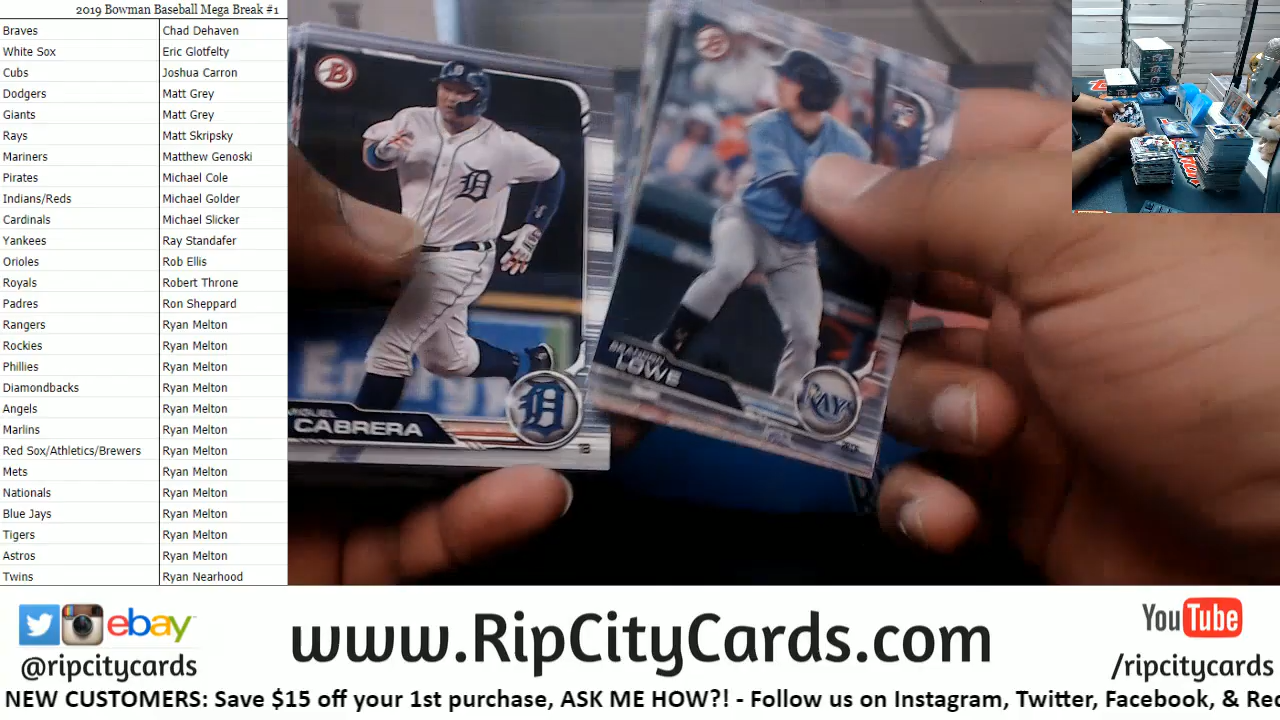 2019 Bowman Baseball Mega Break #1
Braves Chad Dehaven
White Sox Eric Glotfelty
Cubs Joshua Carron
Dodgers Matt Grey
Giants Matt Grey
Rays Matt Skripsky
Mariners Matthew Genoski
Pirates Michael Cole
Indians/Reds Michael Golder
Cardinals Michael Slicker
Yankees Ray Standafer
Orioles Rob Ellis
Royals Robert Throne
Padres Ron Sheppard
Rangers Ryan Melton
Rockies Ryan Melton
Phillies Ryan Melton
Diamondbacks Ryan Melton
Angels Ryan Melton
Marlins Ryan Melton
Red Sox/Athletics/Brewers Ryan Melton
Mets Ryan Melton
Nationals Ryan Melton
Blue Jays Ryan Melton
Tigers Ryan Melton
Astros Ryan Melton
Twins Ryan Nearhood
B
D
CABRERA
D
BRANDON
LOWE
RAYS
ebay
@ripcitycards
www.RipCityCards.com
YouTube
/ripcitycards
NEW CUSTOMERS: Save $15 off your 1st purchase, ASK ME HOW?! - Follow us on Instagram, Twitter, Facebook, & Red